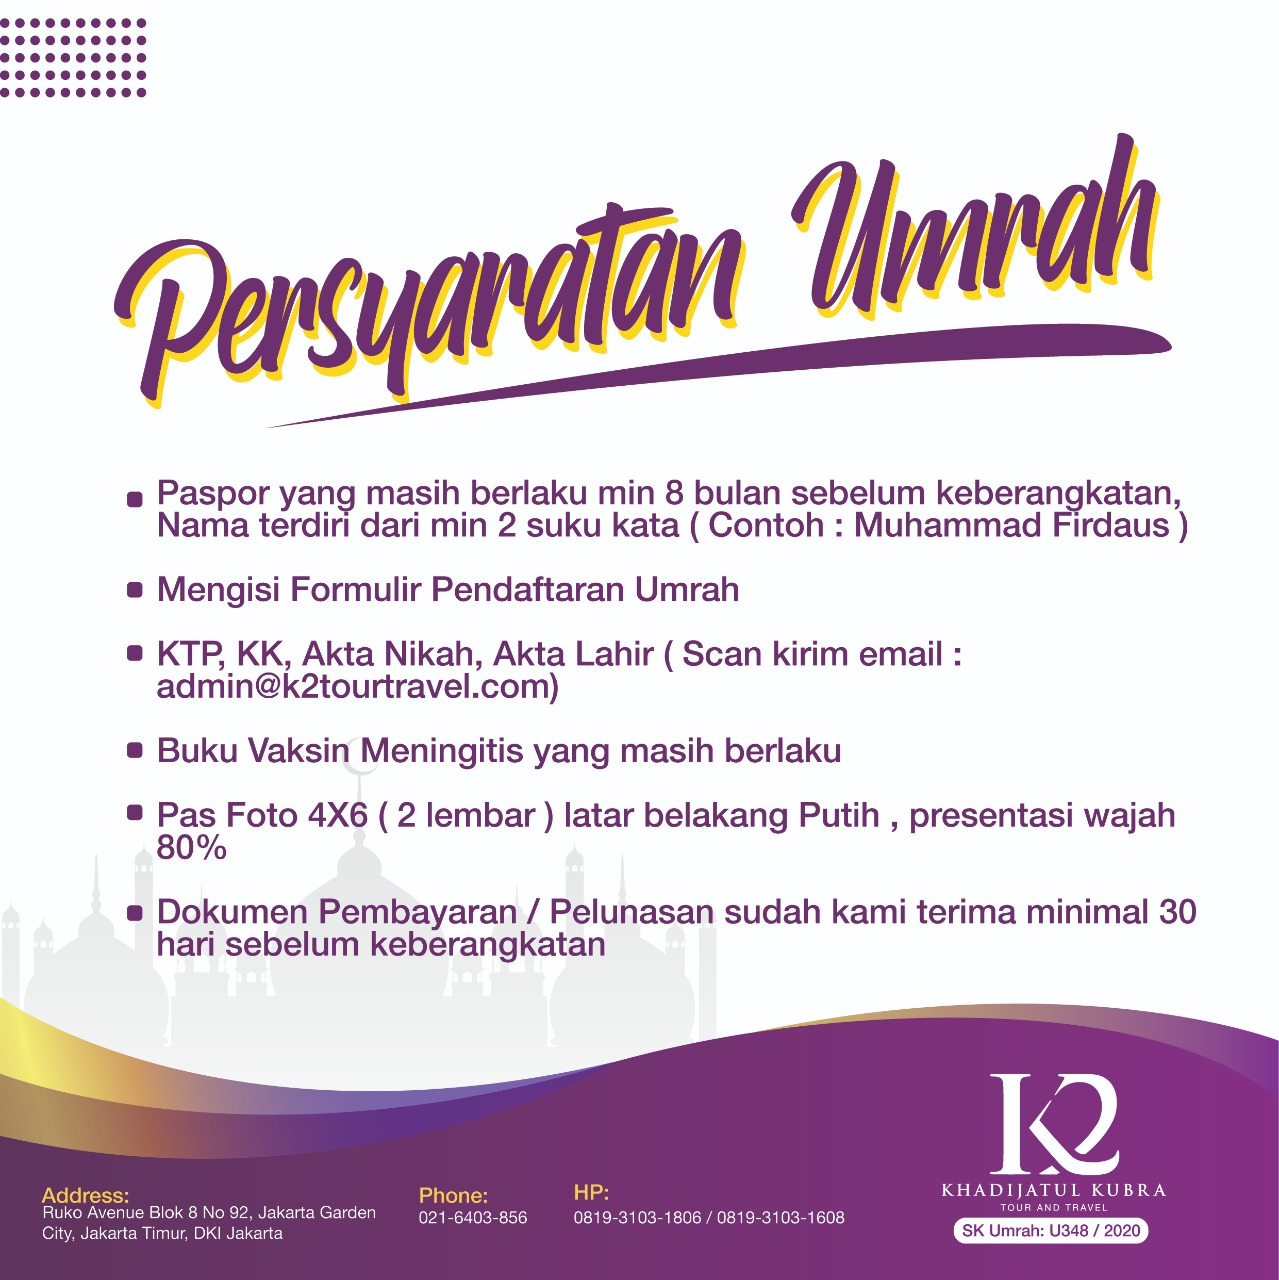 Persyaratan Umrah
Paspor yang masih berlaku min 8 bulan sebelum keberangkatan,
Nama terdiri dari min 2 suku kata ( Contoh : Muhammad Firdaus )
Mengisi Formulir Pendaftaran Umrah
KTP, KK, Akta Nikah, Akta Lahir ( Scan kirim email :
admin@k2tourtravel.com)
Buku Vaksin Meningitis yang masih berlaku
Pas Foto 4X6 ( 2 lembar ) latar belakang Putih , presentasi wajah
80%
Dokumen Pembayaran / Pelunasan sudah kami terima minimal 30
hari sebelum keberangkatan
Address:
Ruko Avenue Blok 8 No 92, Jakarta Garden
City, Jakarta Timur, DKI Jakarta
Phone:
021-6403-856
HP:
0819-3103-1806 / 0819-3103-1608
K2
KHADIJATUL KUBRA
TOUR AND TRAVEL
SK Umrah: U348 / 2020